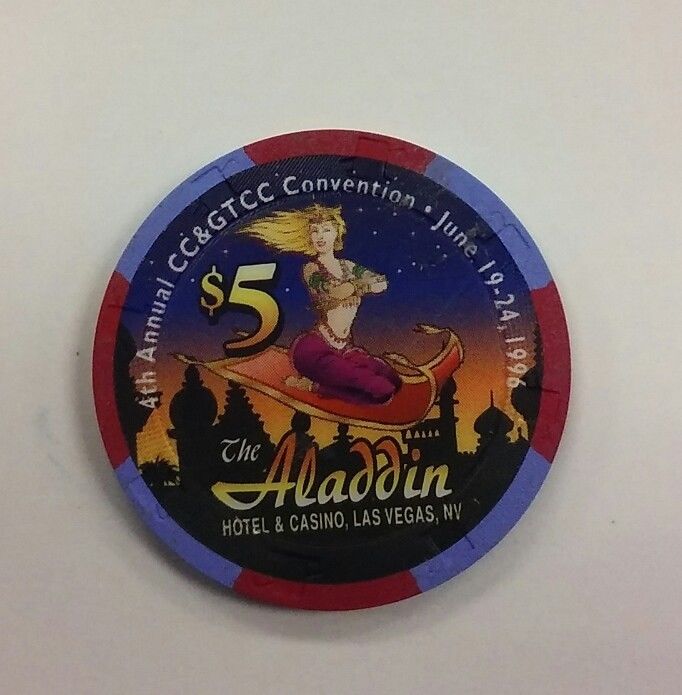 4th Annual CC&GTCC Convention • June 19-24, 1996
$5
The Aladdin
HOTEL & CASINO, LAS VEGAS, NV